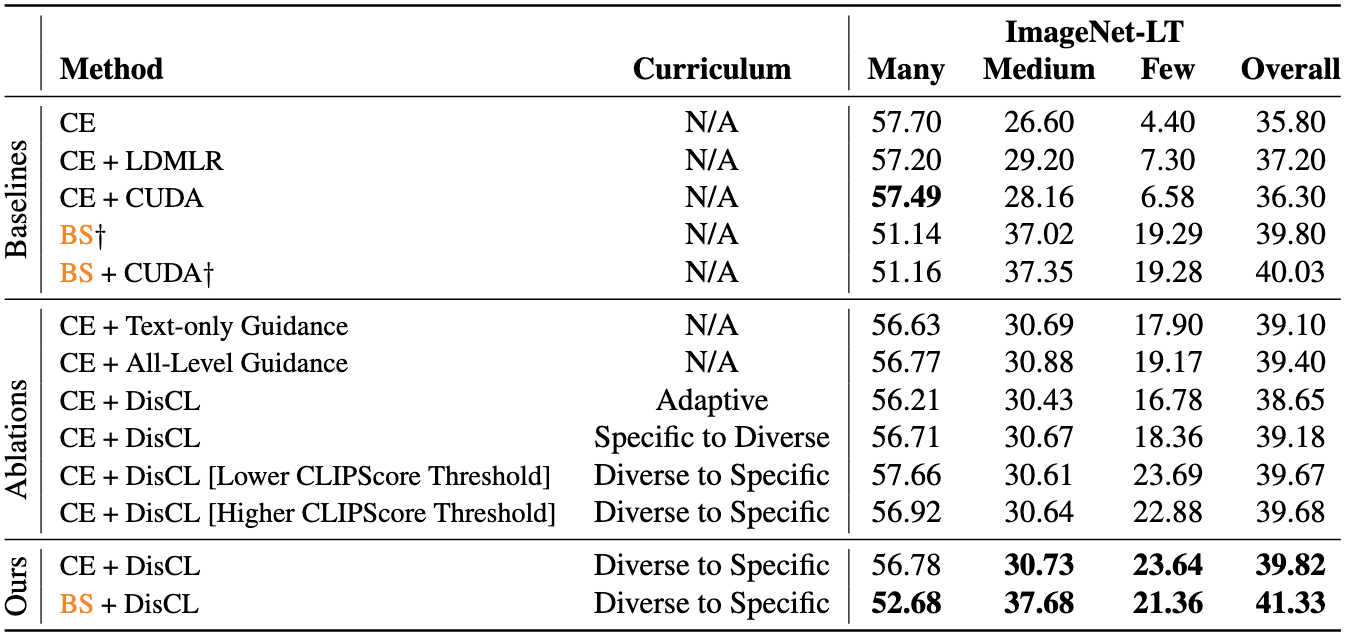 ImageNet-LT
Method Curriculum Many Medium Few Overall
Baselines
CE N/A 57.70 26.60 4.40 35.80
CE + LDMLR N/A 57.20 29.20 7.30 37.20
CE + CUDA N/A 57.49 28.16 6.58 36.30
BS† N/A 51.14 37.02 19.29 39.80
BS + CUDA† N/A 51.16 37.35 19.28 40.03
Ablations
CE + Text-only Guidance N/A 56.63 30.69 17.90 39.10
CE + All-Level Guidance N/A 56.77 30.88 19.17 39.40
CE + DisCL Adaptive 56.21 30.43 16.78 38.65
CE + DisCL Specific to Diverse 56.71 30.67 18.36 39.18
CE + DisCL [Lower CLIPScore Threshold] Diverse to Specific 57.66 30.61 23.69 39.67
CE + DisCL [Higher CLIPScore Threshold] Diverse to Specific 56.92 30.64 22.88 39.68
Ours
CE + DisCL Diverse to Specific 56.78 30.73 23.64 39.82
BS + DisCL Diverse to Specific 52.68 37.68 21.36 41.33